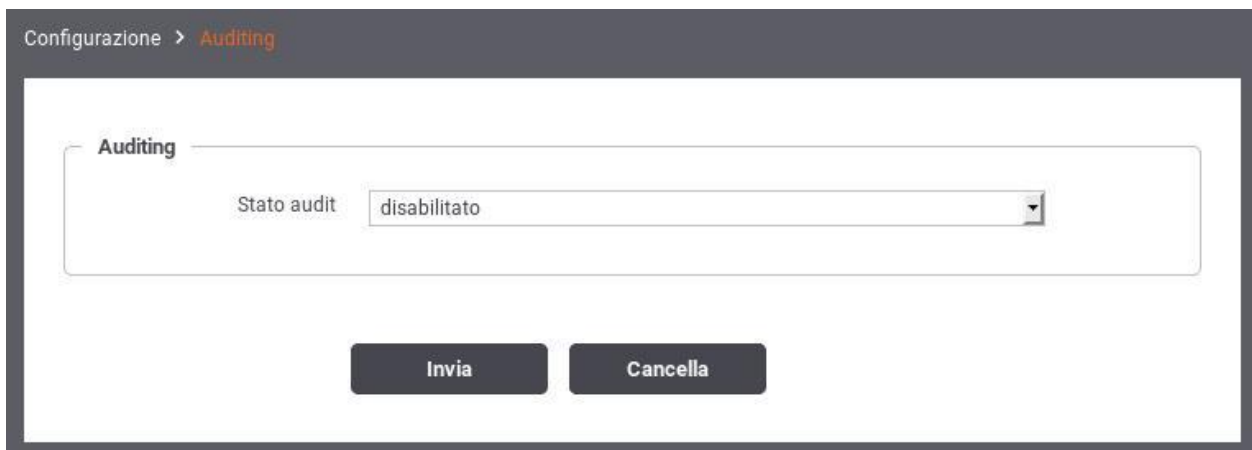 Configurazione > Auditing
Auditing
Stato audit disabilitato
Invia Cancella